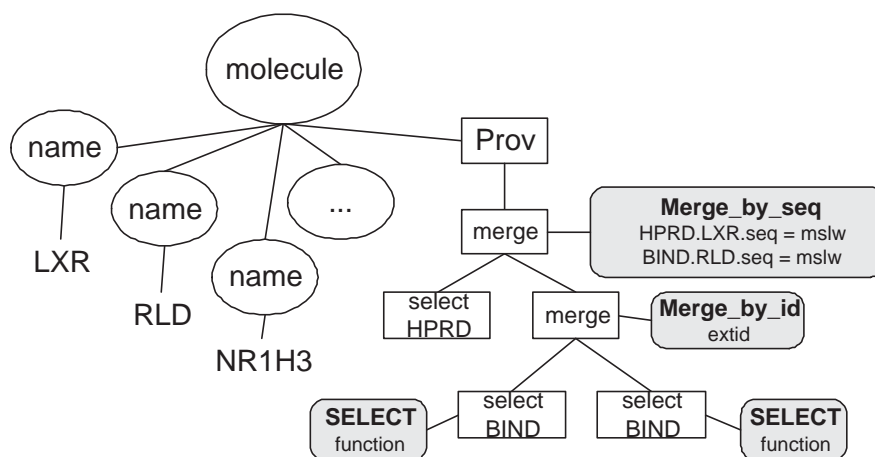 molecule
name
Prov
name
...
Merge_by_seq
HPRD.LXR.seq = mslw
BIND.RLD.seq = mslw
merge
LXR
name
RLD
select
HPRD
merge
Merge_by_id
extid
NR1H3
SELECT
function
select
BIND
select
BIND
SELECT
function